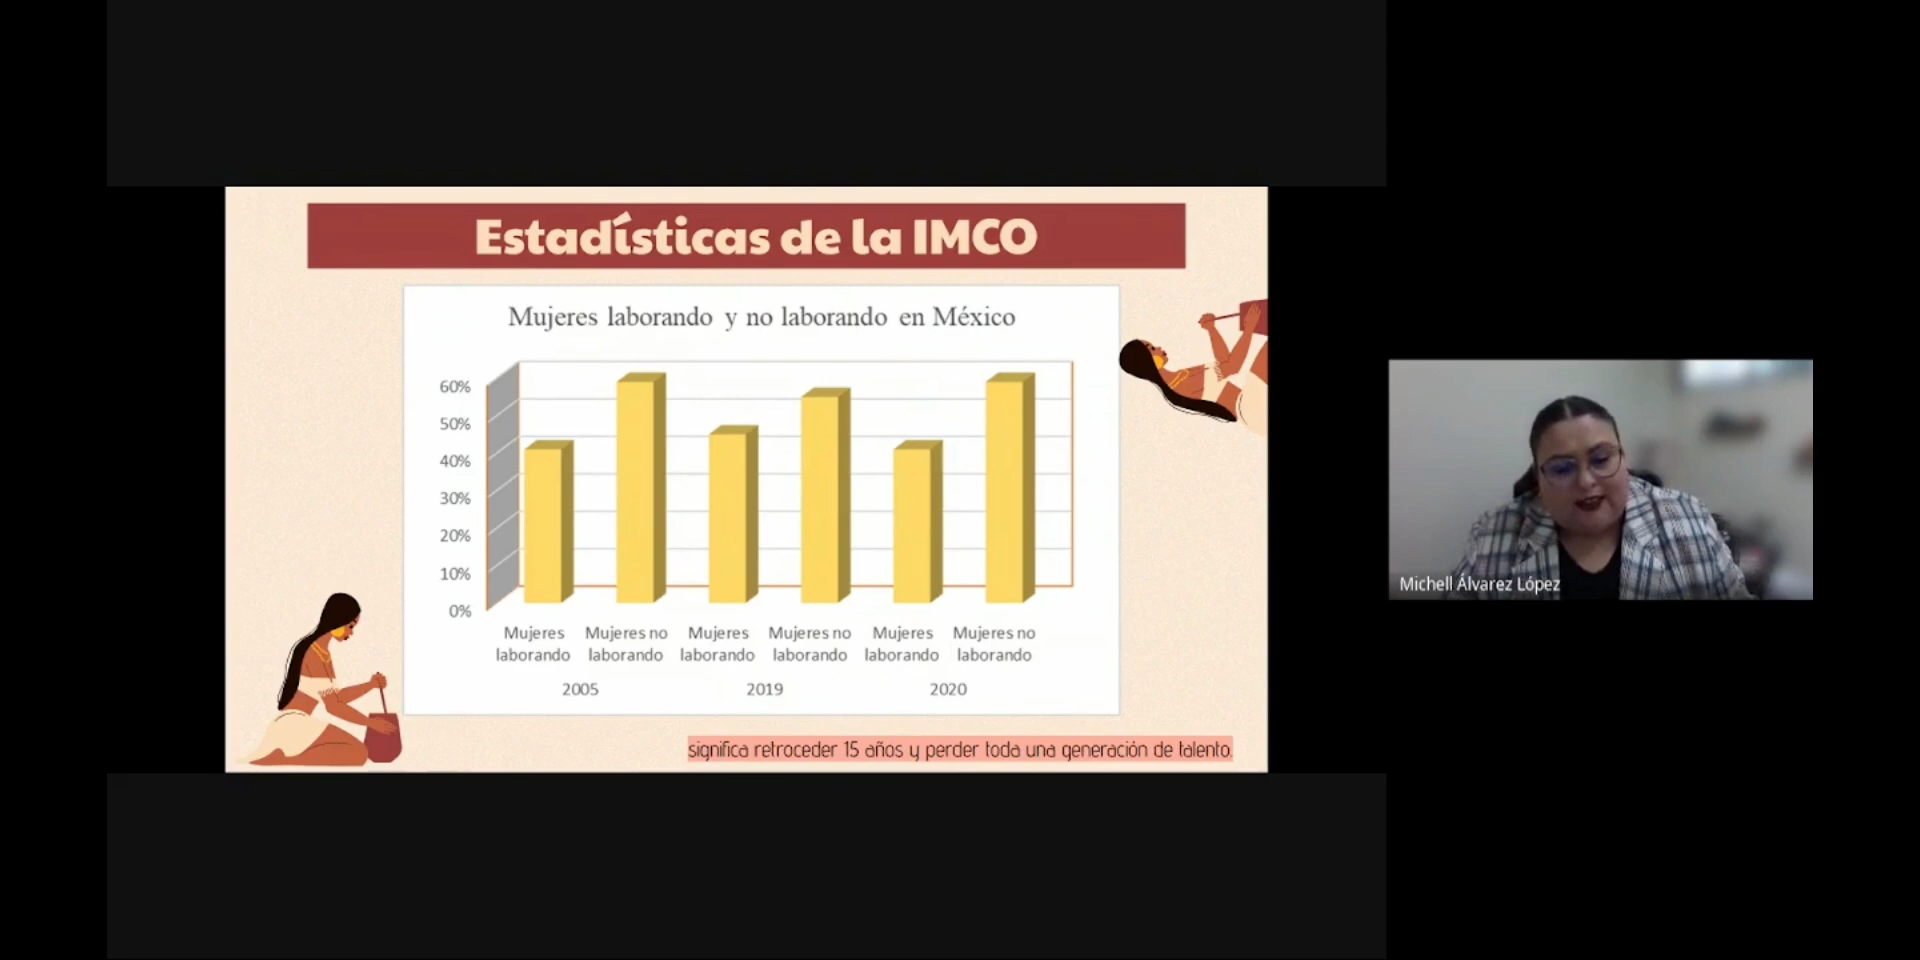 Estadísticas de la IMCO
Mujeres laborando y no laborando en México
60%
50%
40%
30%
20%
10%
0%
Mujeres laborando
Mujeres no laborando
Mujeres laborando
Mujeres no laborando
Mujeres laborando
Mujeres no laborando
2005
2019
2020
significa retroceder 15 años y perder toda una generación de talento.
Michell Álvarez López